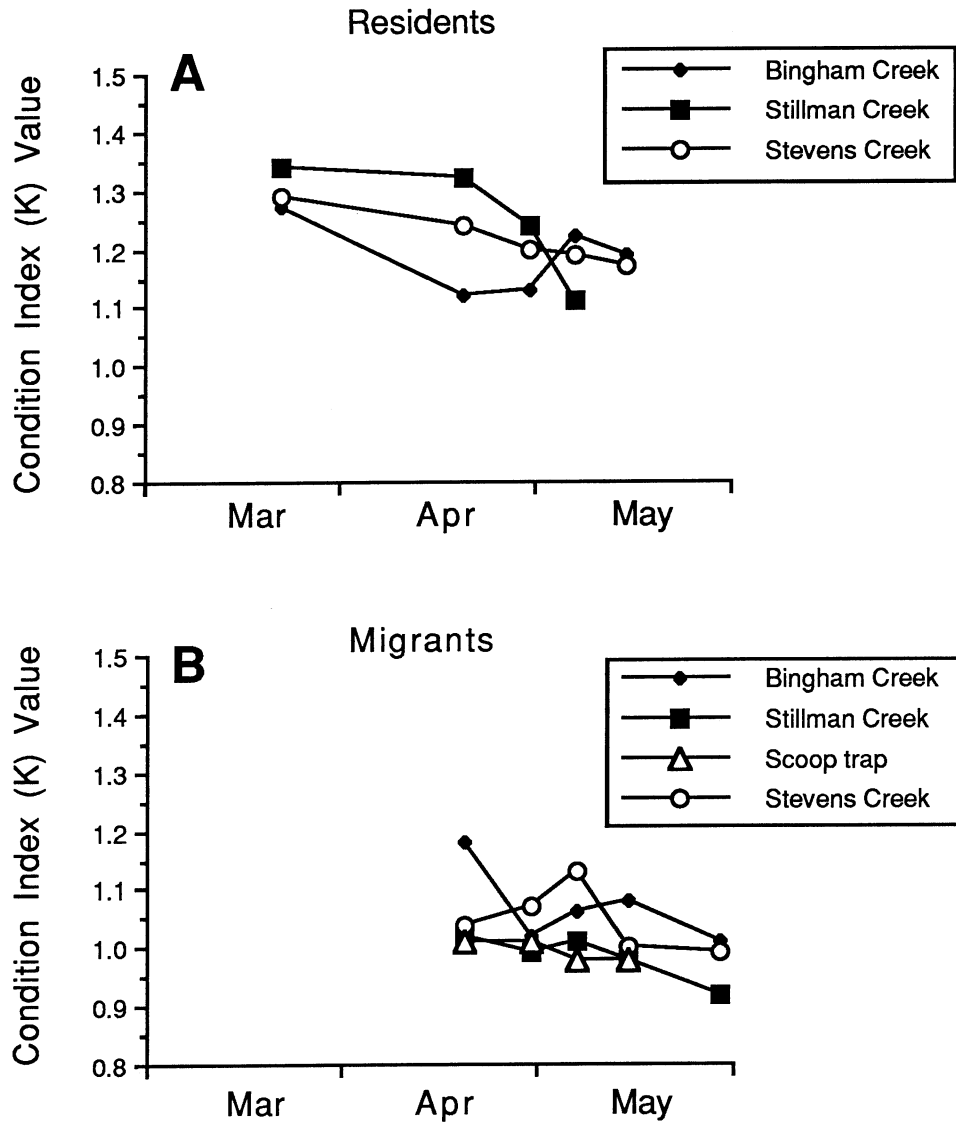 Residents
A
Condition Index (K) Value
1.5
1.4
1.3
1.2
1.1
1.0
0.9
0.8
Mar Apr May
Bingham Creek
Stillman Creek
Stevens Creek
Migrants
B
Condition Index (K) Value
1.5
1.4
1.3
1.2
1.1
1.0
0.9
0.8
Mar Apr May
Bingham Creek
Stillman Creek
Scoop trap
Stevens Creek